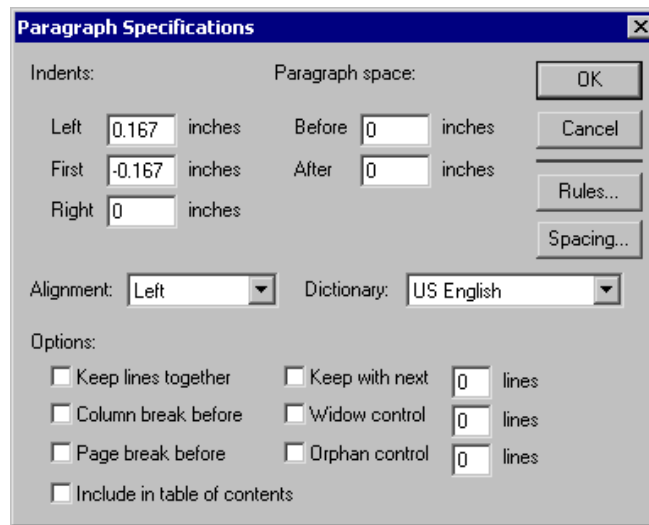 Paragraph Specifications
Indents: Paragraph space: OK
Left 0.167 inches Before 0 inches Cancel
First -0.167 inches After 0 inches Rules...
Right 0 inches
Spacing...
Alignment: Left Dictionary: US English
Options:
Keep lines together Keep with next 0 lines
Column break before Widow control 0 lines
Page break before Orphan control 0 lines
Include in table of contents